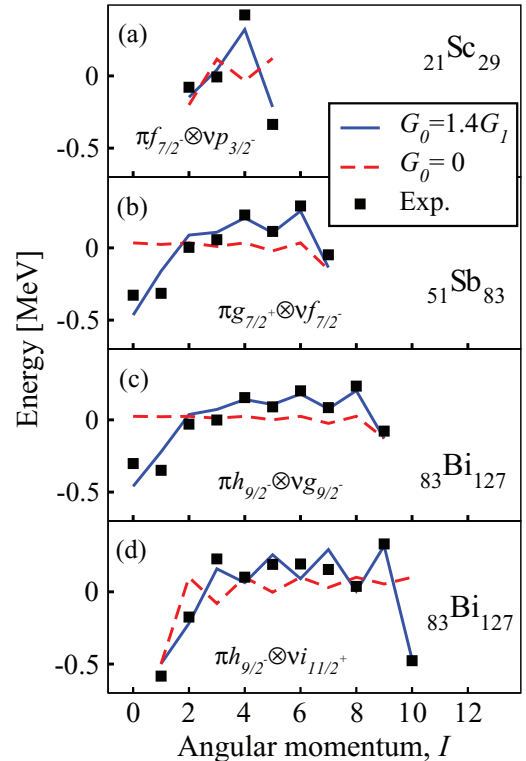 (a)
₂₁Sc₂₉
0
-0.5
πf₇/₂⁻⊗νp₃/₂⁻
G₀=1.4G₁
G₀= 0
Exp.
(b)
0
-0.5
πg₇/₂⁺⊗νf₇/₂⁻
₅₁Sb₈₃
Energy [MeV]
(c)
0
-0.5
πh₉/₂⁻⊗νg₉/₂⁻
₈₃Bi₁₂₇
(d)
0
-0.5
πh₉/₂⁻⊗νi₁₁/₂⁺
₈₃Bi₁₂₇
0 2 4 6 8 10 12
Angular momentum, I